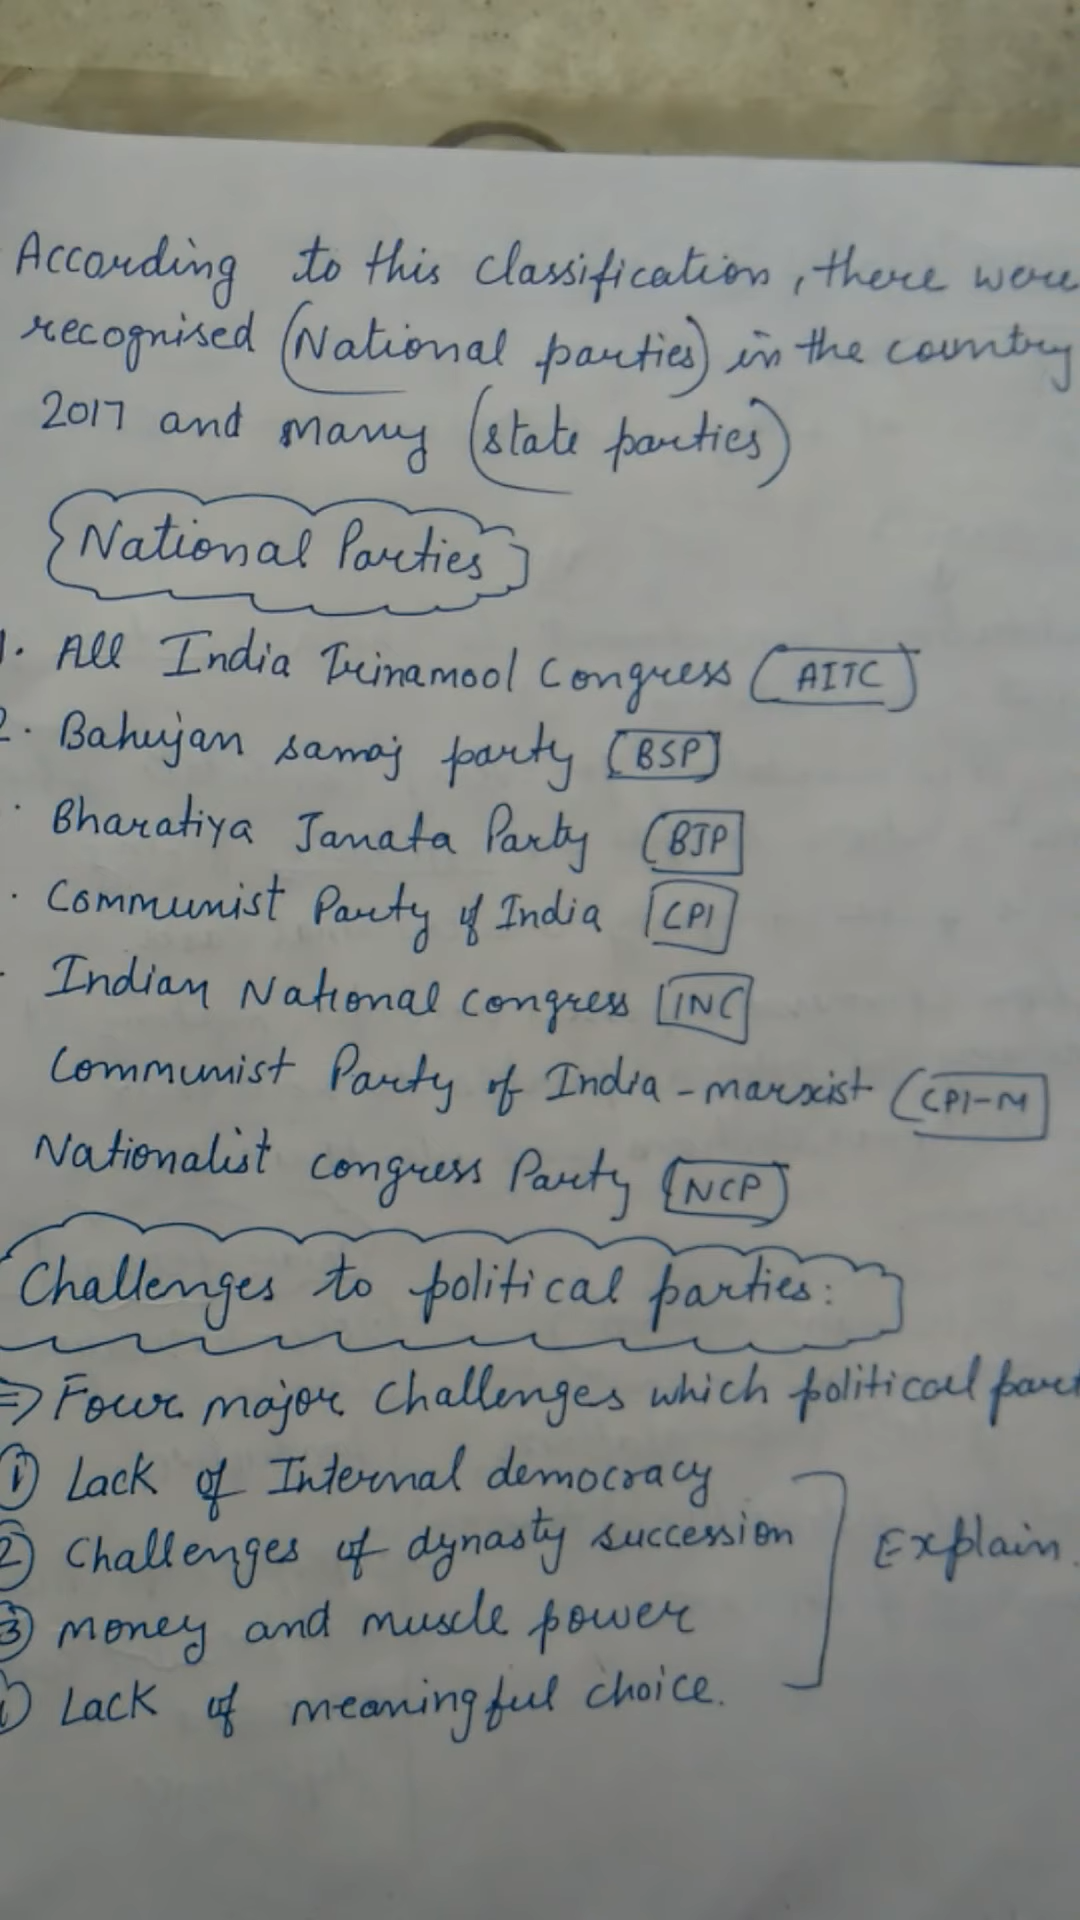 According to this classification, there were
recognised (National parties) in the country
2017 and many (state parties)
National Parties
1. All India Trinamool Congress (AITC)
2. Bahujan samaj party (BSP)
. Bharatiya Janata Party (BJP)
. Communist Party of India [CPI]
. Indian National congress [INC]
Communist Party of India - marxist (CPI-M)
Nationalist congress Party (NCP)
Challenges to political parties:
⇒ Four major challenges which political part
① Lack of Internal democracy
② Challenges of dynasty succession
③ money and muscle power
Lack of meaningful choice.
Explain.